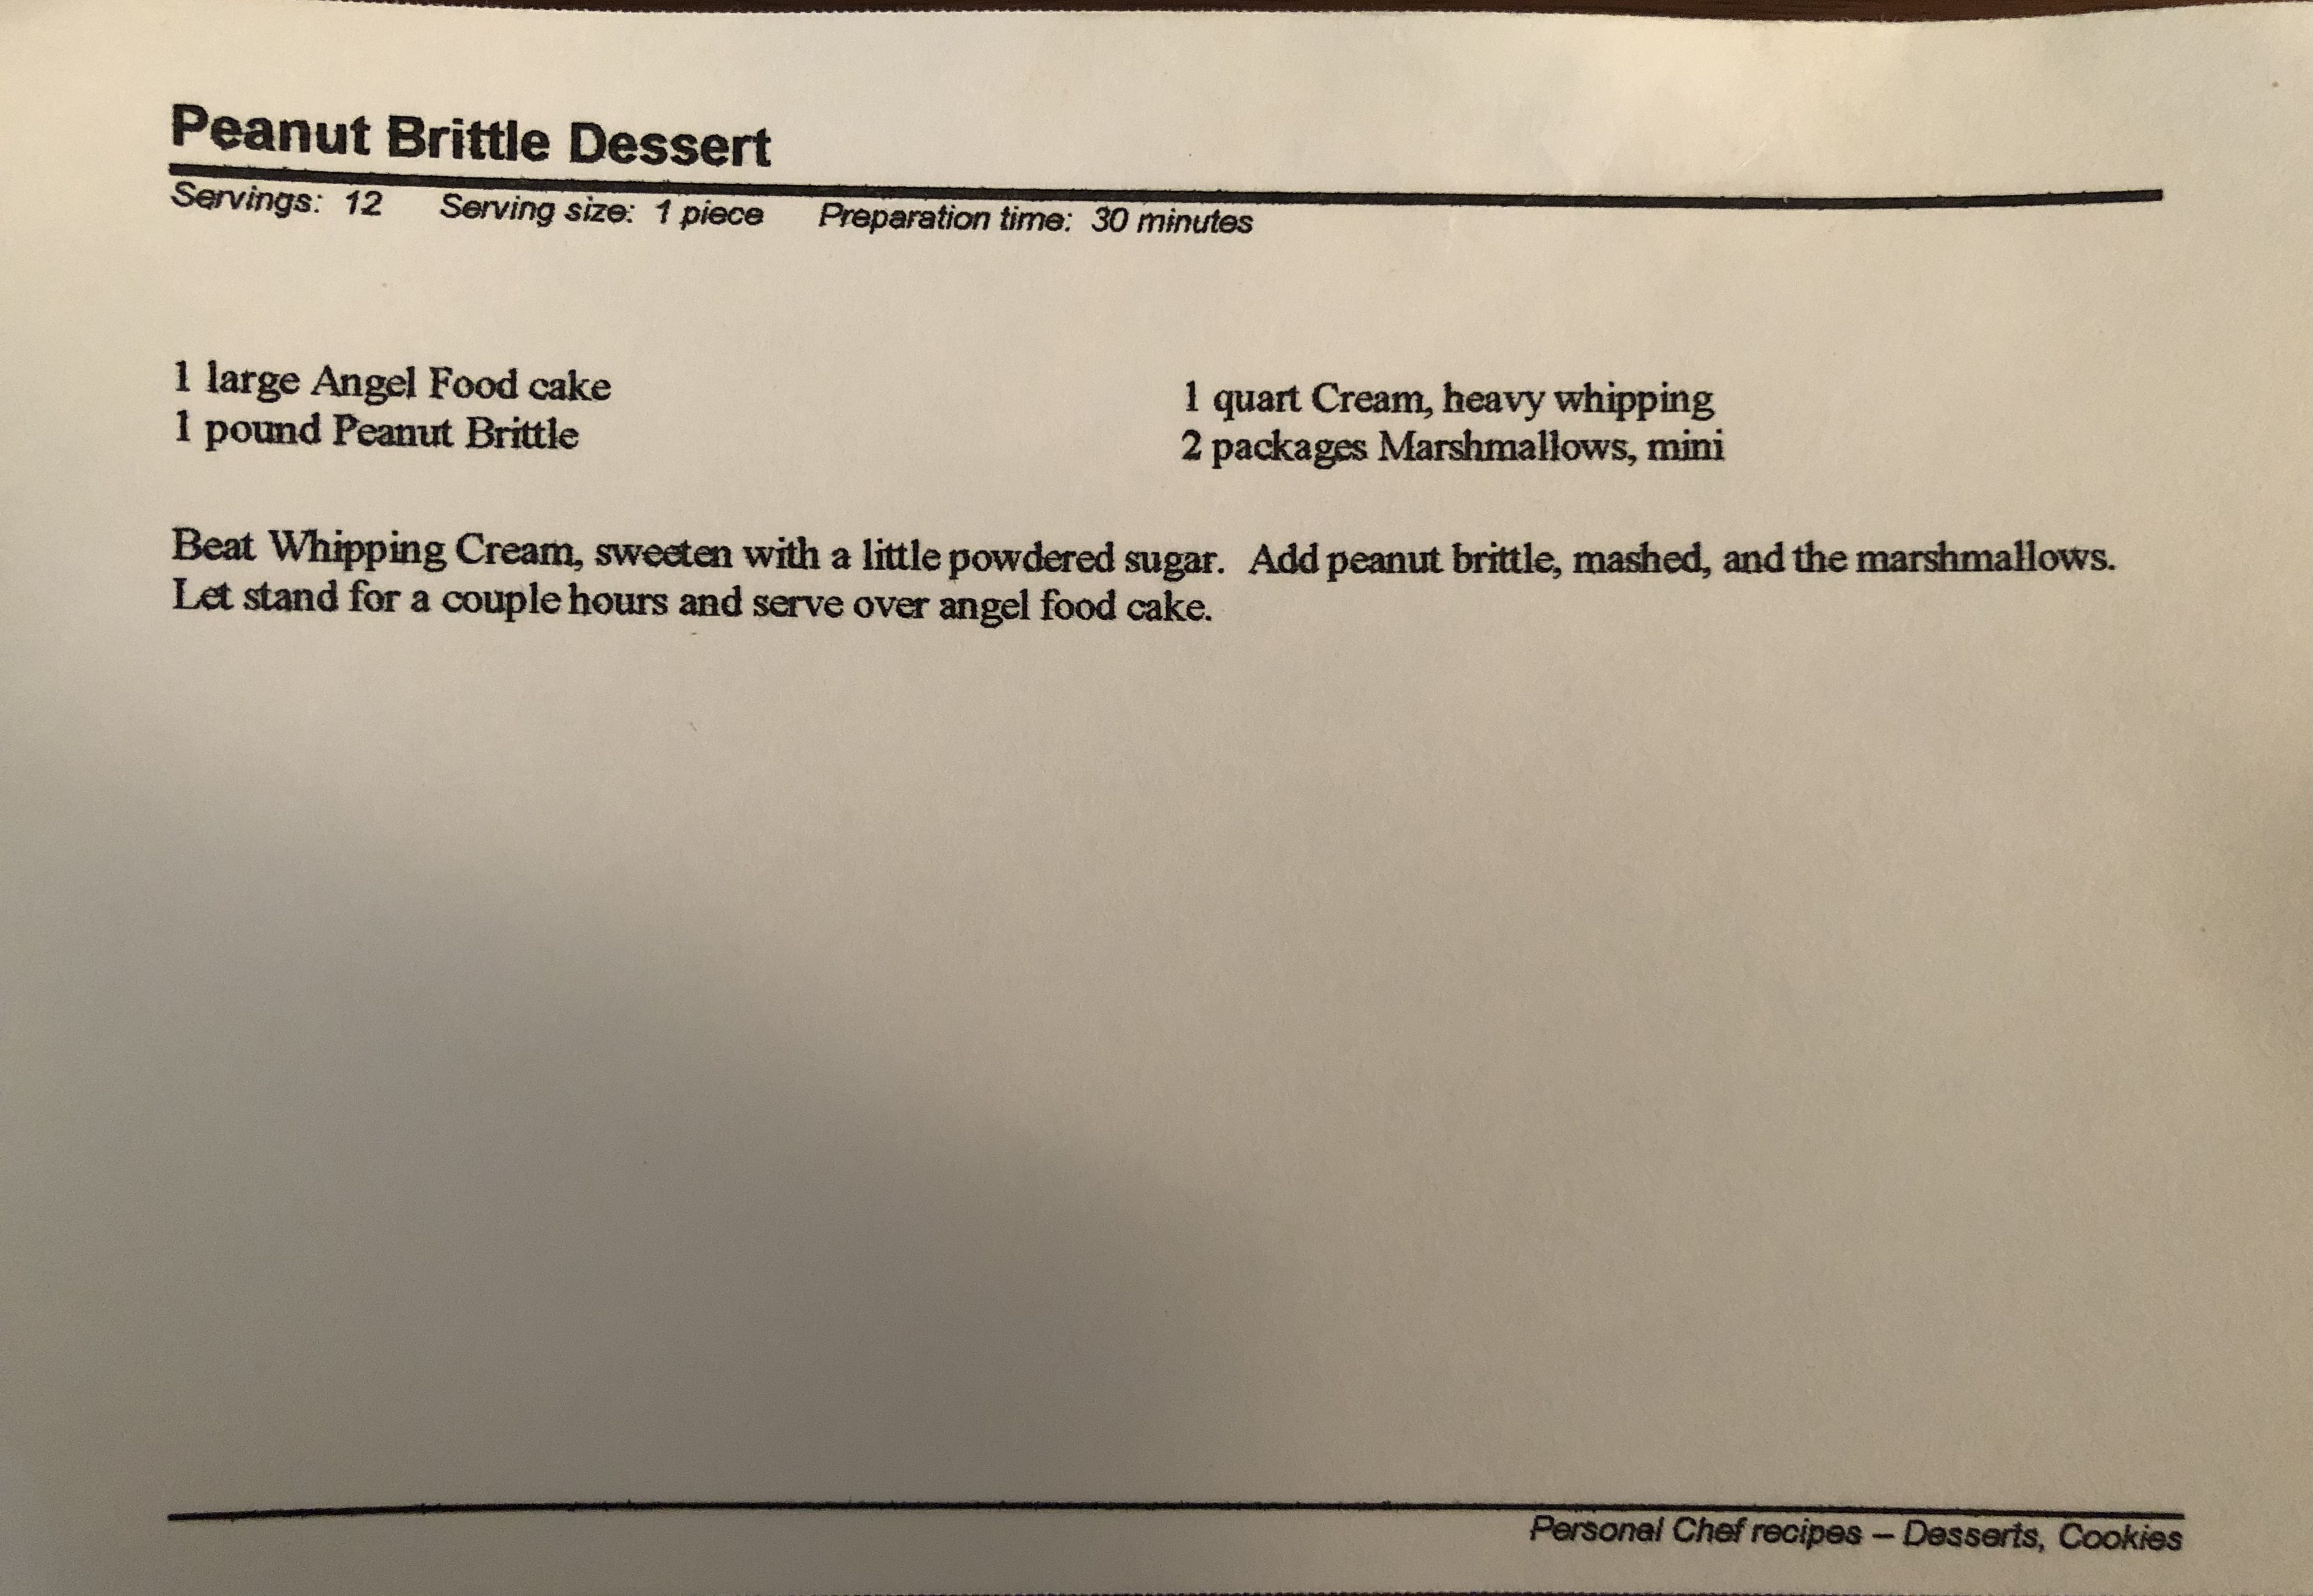 Peanut Brittle Dessert
Servings: 12 Serving size: 1 piece Preparation time: 30 minutes
1 large Angel Food cake
1 pound Peanut Brittle
1 quart Cream, heavy whipping
2 packages Marshmallows, mini
Beat Whipping Cream, sweeten with a little powdered sugar. Add peanut brittle, mashed, and the marshmallows.
Let stand for a couple hours and serve over angel food cake.
Personal Chef recipes – Desserts, Cookies